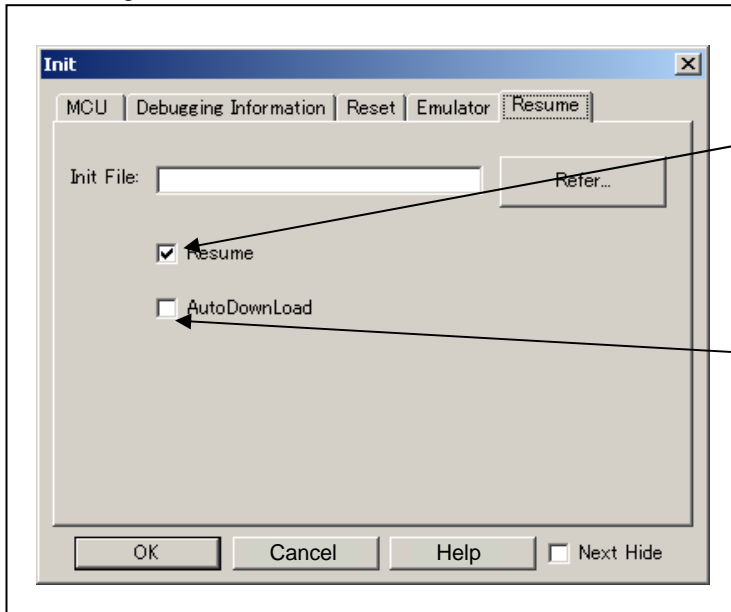 Init
MCU Debugging Information Reset Emulator Resume
Init File: Refer...
Resume
AutoDownLoad
OK Cancel Help Next Hide